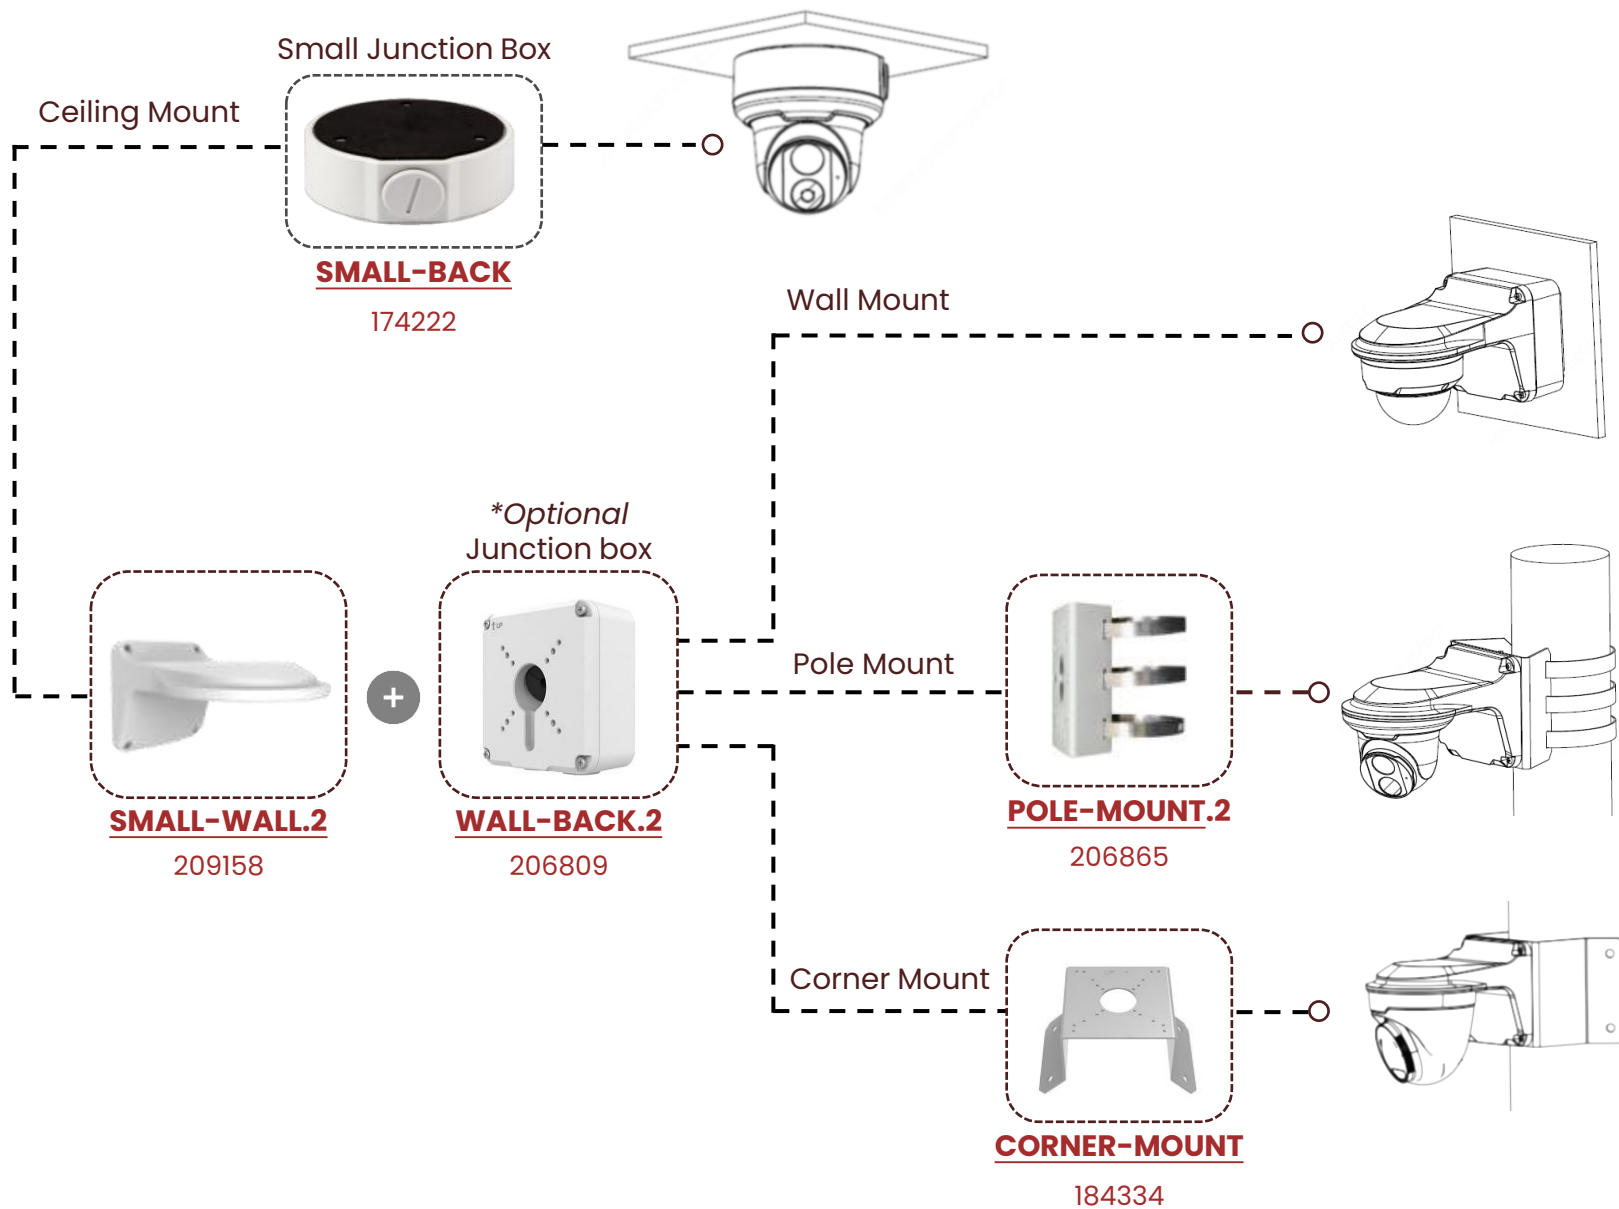 Small Junction Box
Ceiling Mount
SMALL-BACK
174222
Wall Mount
*Optional
Junction box
↑UP
Pole Mount
SMALL-WALL.2
209158
+
WALL-BACK.2
206809
POLE-MOUNT.2
206865
Corner Mount
CORNER-MOUNT
184334